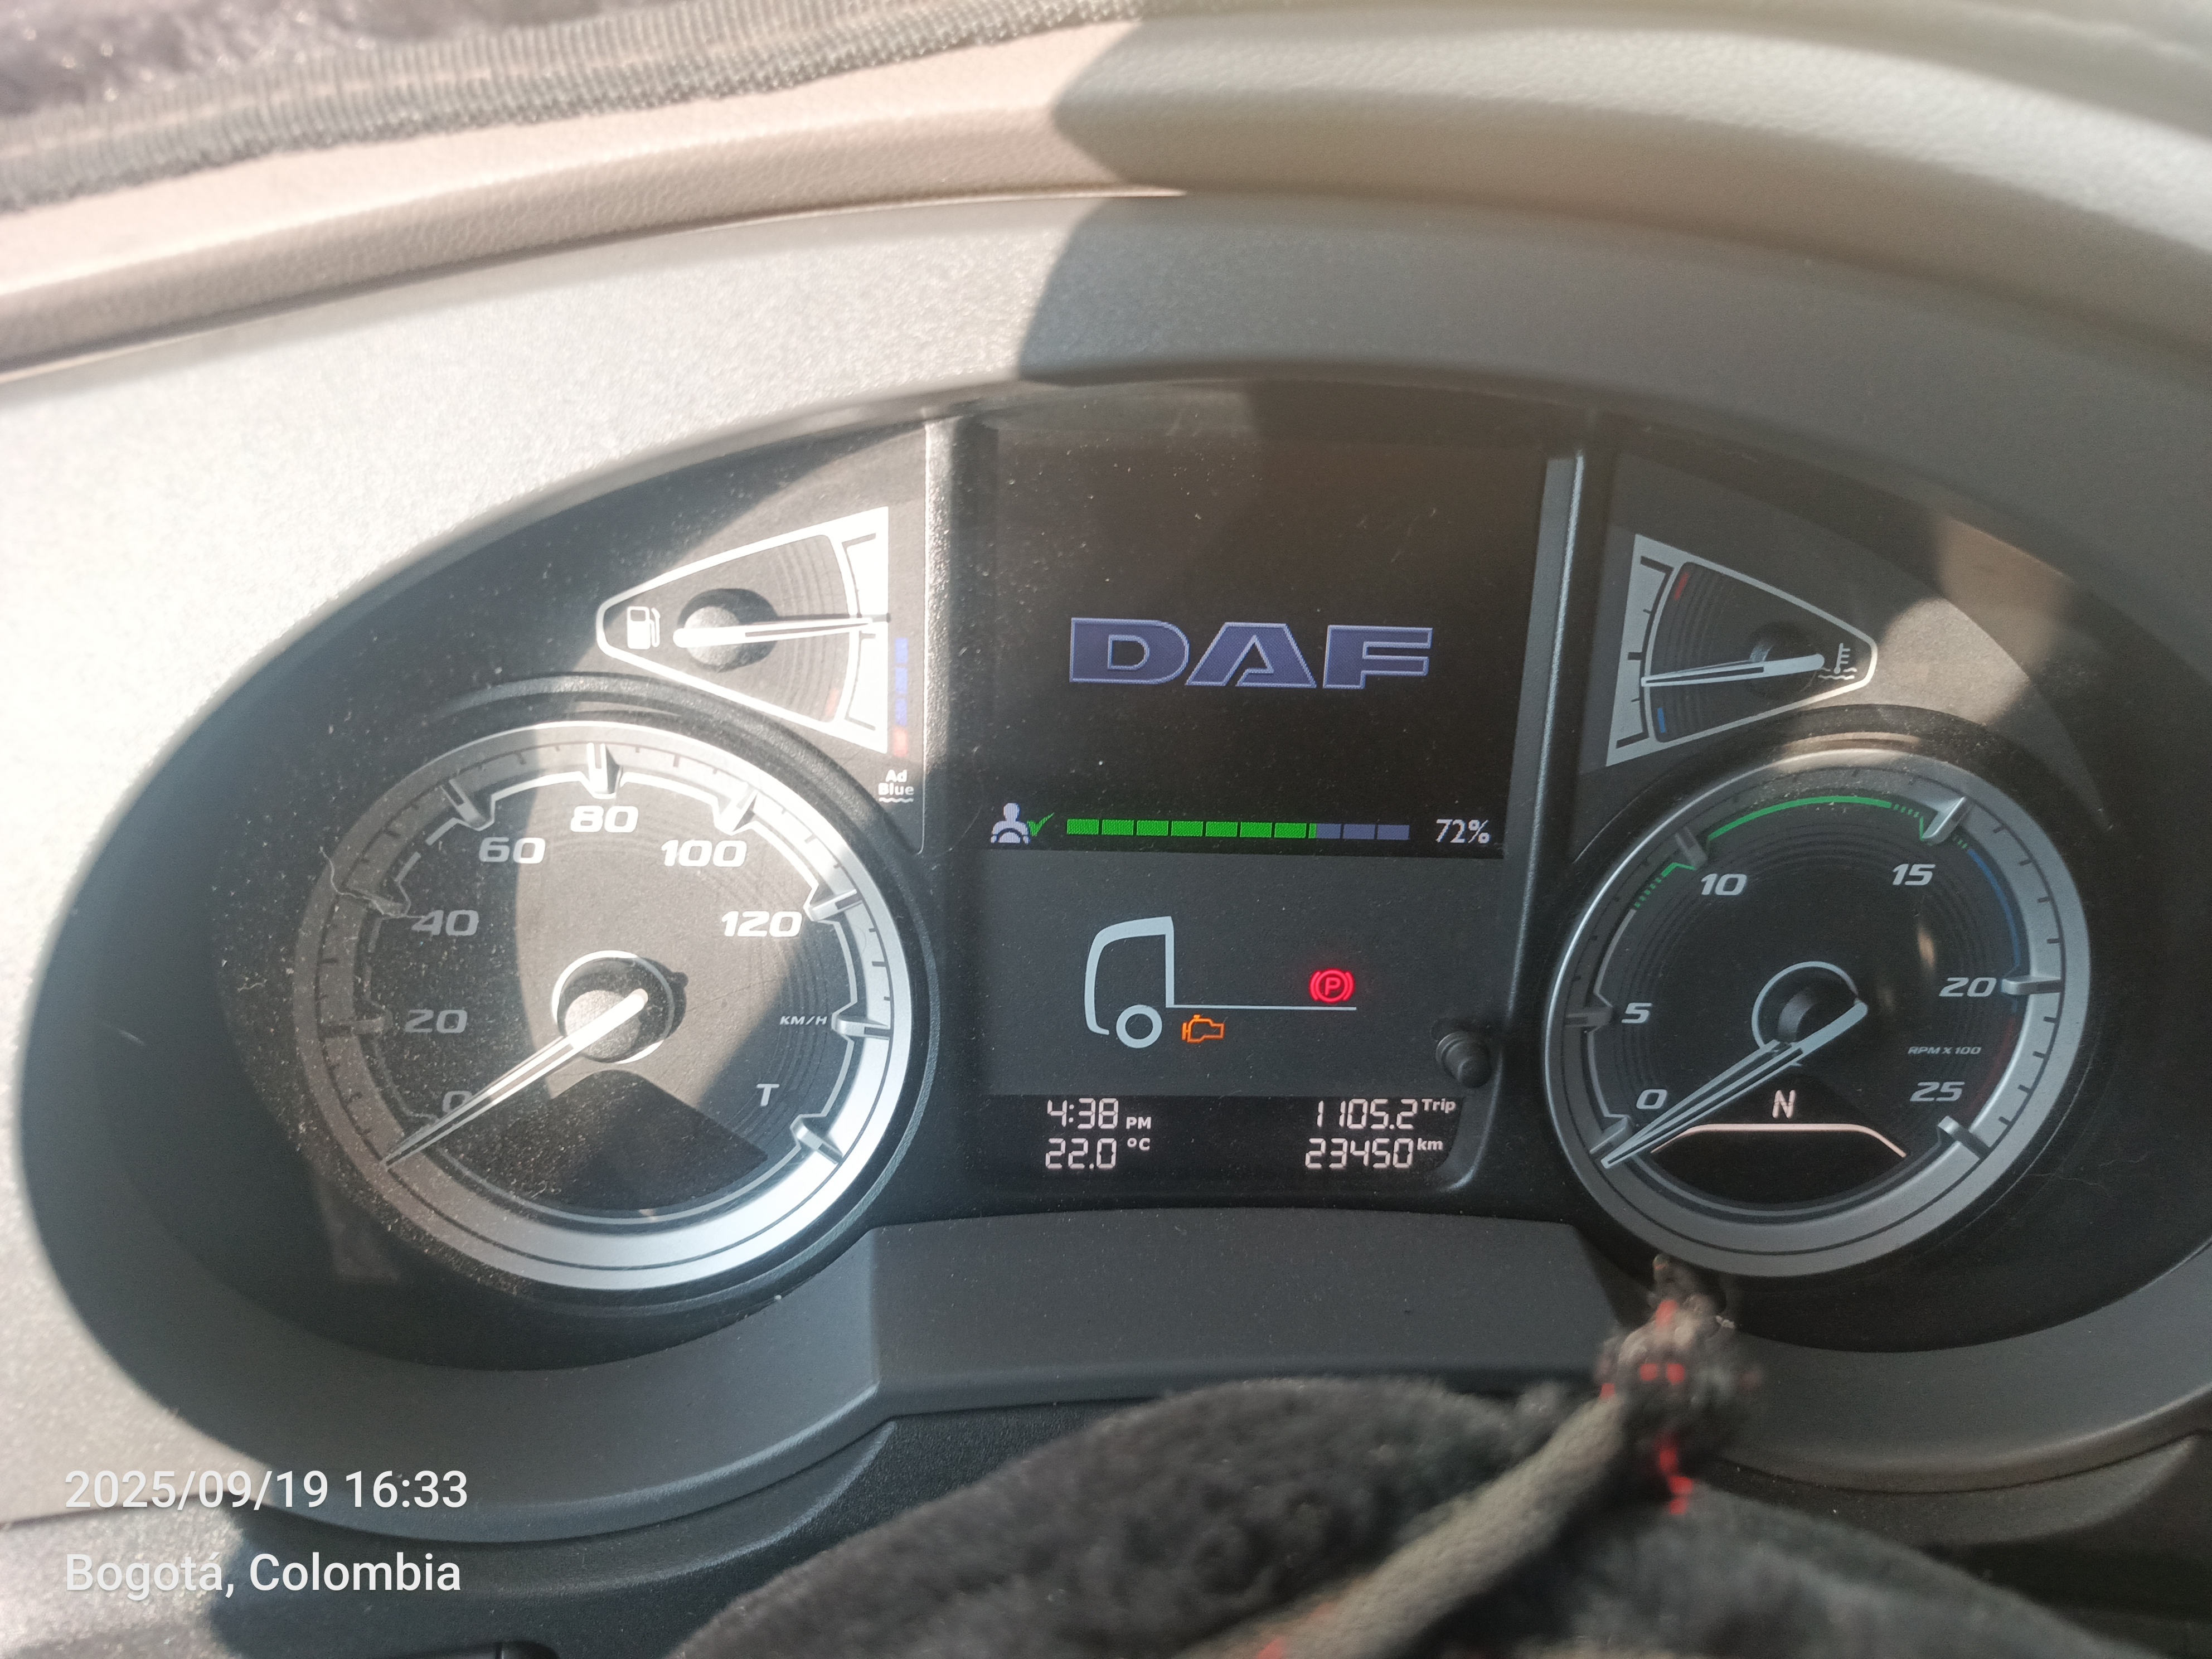 DAF
72%
Ad
Blue
0
20
40
60
80
100
120
KM/H
T
P
4:38 PM
1105.2 Trip
22.0 °C
23450 km
0
5
10
15
20
25
RPM X 100
N
2025/09/19 16:33
Bogotá, Colombia